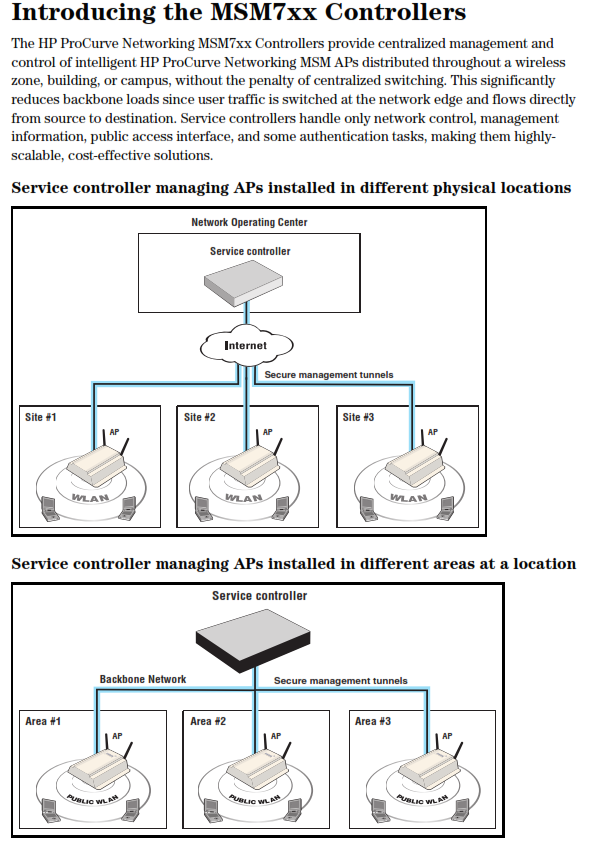 Introducing the MSM7xx Controllers
The HP ProCurve Networking MSM7xx Controllers provide centralized management and
control of intelligent HP ProCurve Networking MSM APs distributed throughout a wireless
zone, building, or campus, without the penalty of centralized switching. This significantly
reduces backbone loads since user traffic is switched at the network edge and flows directly
from source to destination. Service controllers handle only network control, management
information, public access interface, and some authentication tasks, making them highly-
scalable, cost-effective solutions.
Service controller managing APs installed in different physical locations
Network Operating Center
Service controller
Internet
Secure management tunnels
Site #1
AP
WLAN
Site #2
AP
WLAN
Site #3
AP
WLAN
Service controller managing APs installed in different areas at a location
Service controller
Backbone Network
Secure management tunnels
Area #1
AP
PUBLIC WLAN
Area #2
AP
PUBLIC WLAN
Area #3
AP
PUBLIC WLAN